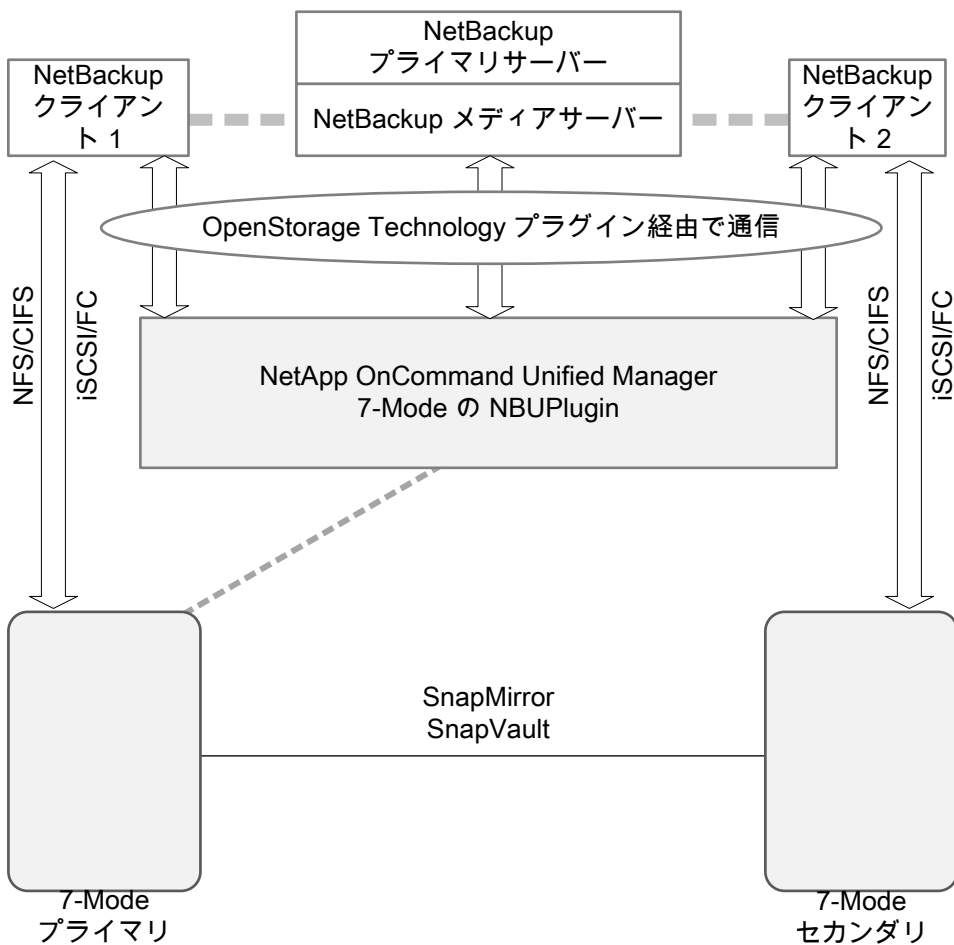 NetBackup
プライマリサーバー
NetBackup メディアサーバー
NetBackup
クライアン
ト 1
NetBackup
クライアン
ト 2
OpenStorage Technology プラグイン経由で通信
NFS/CIFS
iSCSI/FC
NFS/CIFS
iSCSI/FC
NetApp OnCommand Unified Manager
7-Mode の NBUPlugin
SnapMirror
SnapVault
7-Mode
プライマリ
7-Mode
セカンダリ